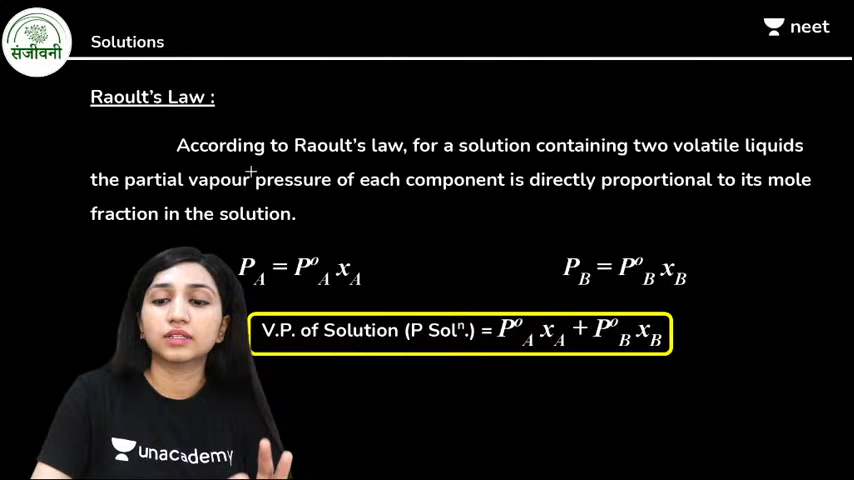 संजीवनी
Solutions
neet
Raoult's Law :
According to Raoult's law, for a solution containing two volatile liquids
the partial vapour pressure of each component is directly proportional to its mole
fraction in the solution.
P_A = P°_A x_A
P_B = P°_B x_B
V.P. of Solution (P Solⁿ.) = P°_A x_A + P°_B x_B
unacademy